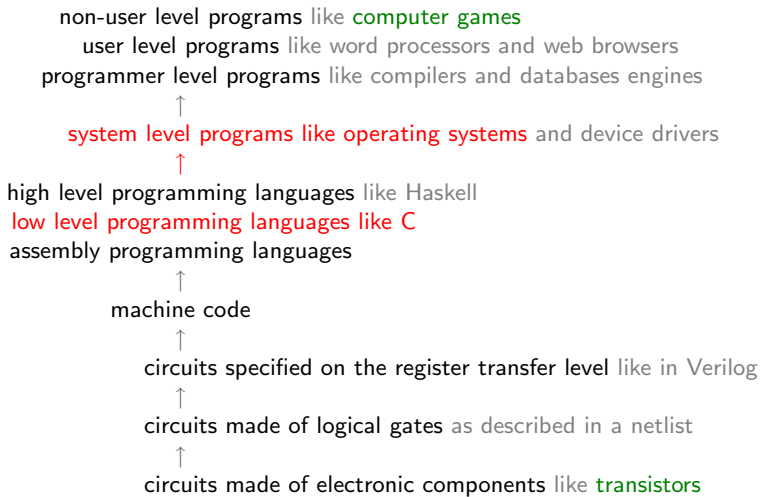 non-user level programs like computer games
user level programs like word processors and web browsers
programmer level programs like compilers and databases engines
↑
system level programs like operating systems and device drivers
↑
high level programming languages like Haskell
low level programming languages like C
assembly programming languages
↑
machine code
↑
circuits specified on the register transfer level like in Verilog
↑
circuits made of logical gates as described in a netlist
↑
circuits made of electronic components like transistors